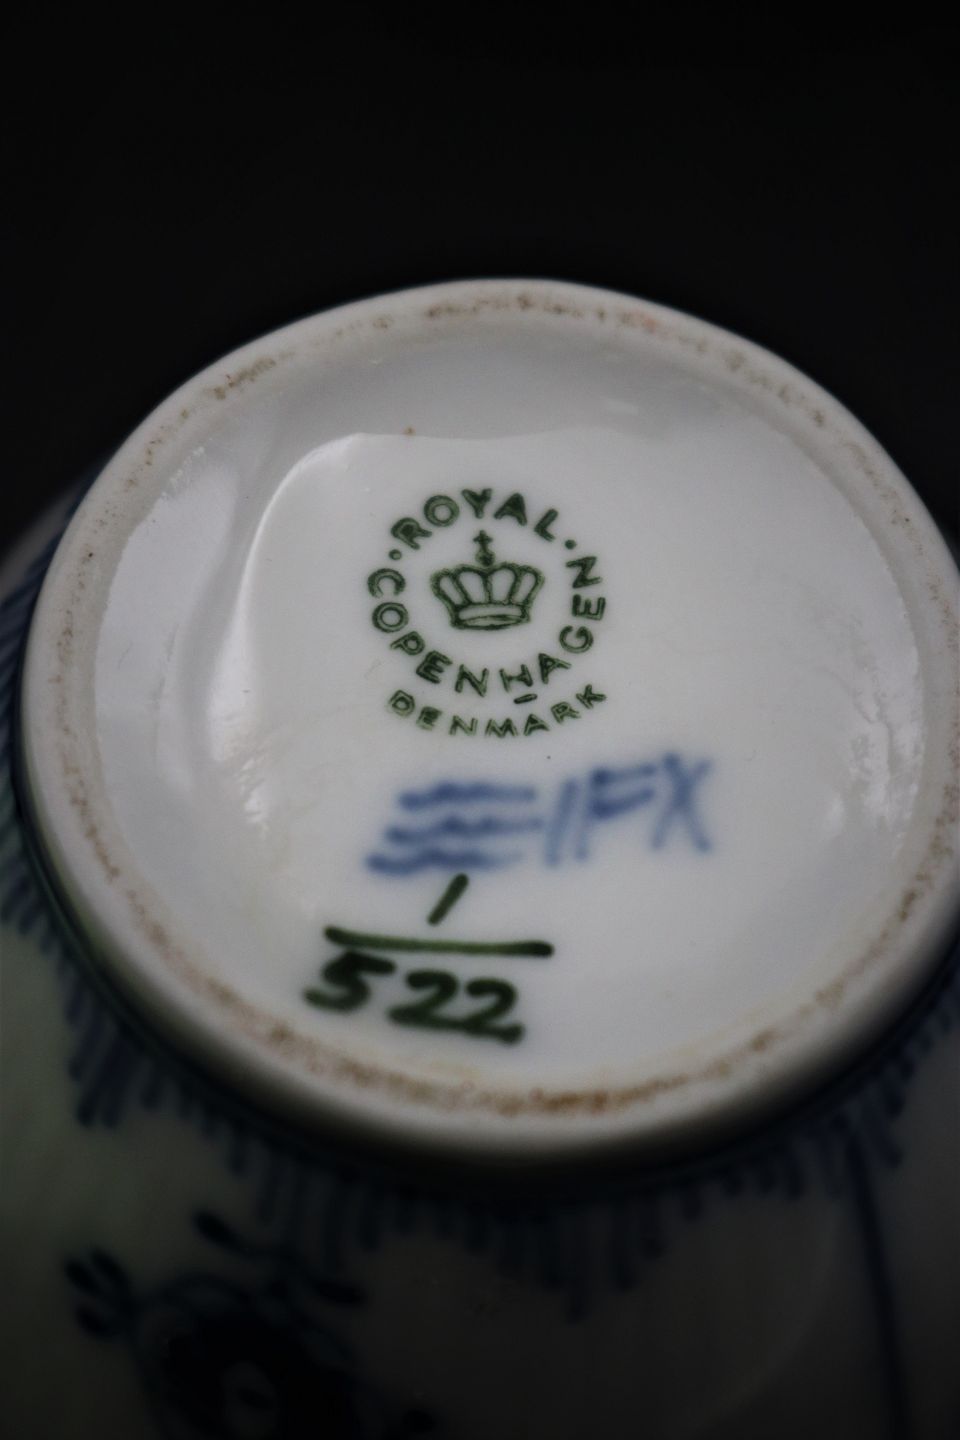 ROYAL
COPENHAGEN
DENMARK
IFX
1
522